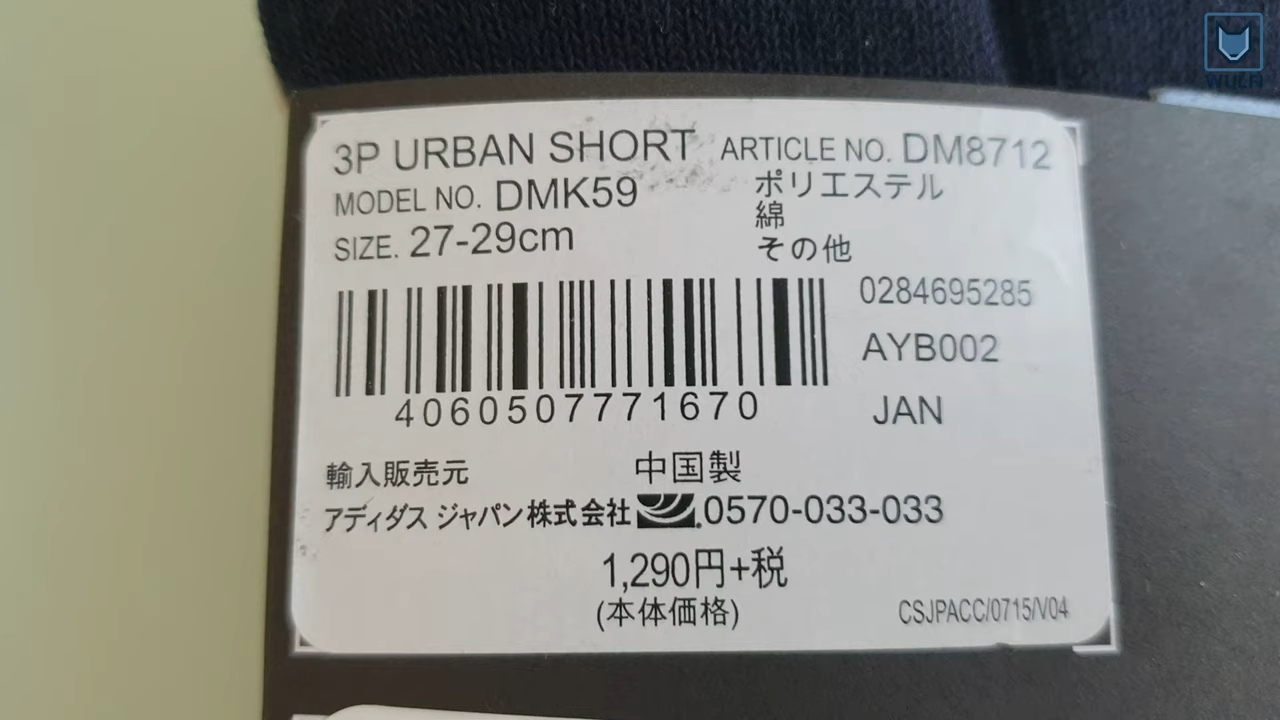 3P URBAN SHORT ARTICLE NO. DM8712
MODEL NO. DMK59
ポリエステル
綿
SIZE. 27-29cm
その他
0284695285
AYB002
4060507771670
JAN
輸入販売元
中国製
アディダス ジャパン株式会社 0570-033-033
1,290円+税
(本体価格)
CSJPACC/0715/V04